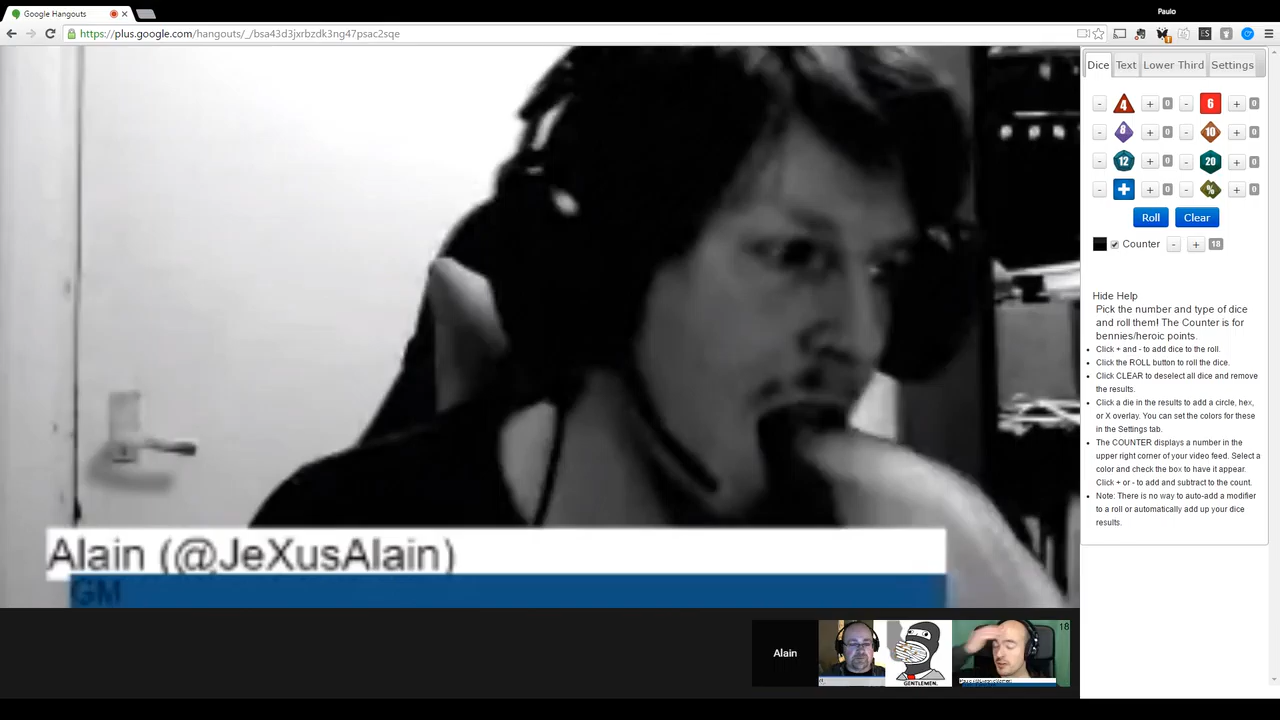 Paulo
Google Hangouts
https://plus.google.com/hangouts/_/bsa43d3jxrbzdk3ng47psac2sqe
Dice Text Lower Third Settings
- 4 + 0 - 6 + 0
- 8 + 0 - 10 + 0
- 12 + 0 - 20 + 0
- + + 0 - % + 0
Roll Clear
Counter - + 18
Hide Help
Pick the number and type of dice
and roll them! The Counter is for
bennies/heroic points.
Click + and - to add dice to the roll.
Click the ROLL button to roll the dice.
Click CLEAR to deselect all dice and remove
the results.
Click a die in the results to add a circle, hex,
or X overlay. You can set the colors for these
in the Settings tab.
The COUNTER displays a number in the
upper right corner of your video feed. Select a
color and check the box to have it appear.
Click + or - to add and subtract to the count.
Note: There is no way to auto-add a modifier
to a roll or automatically add up your dice
results.
Alain (@JeXusAlain)
GM
Alain
GENTLEMEN.
18